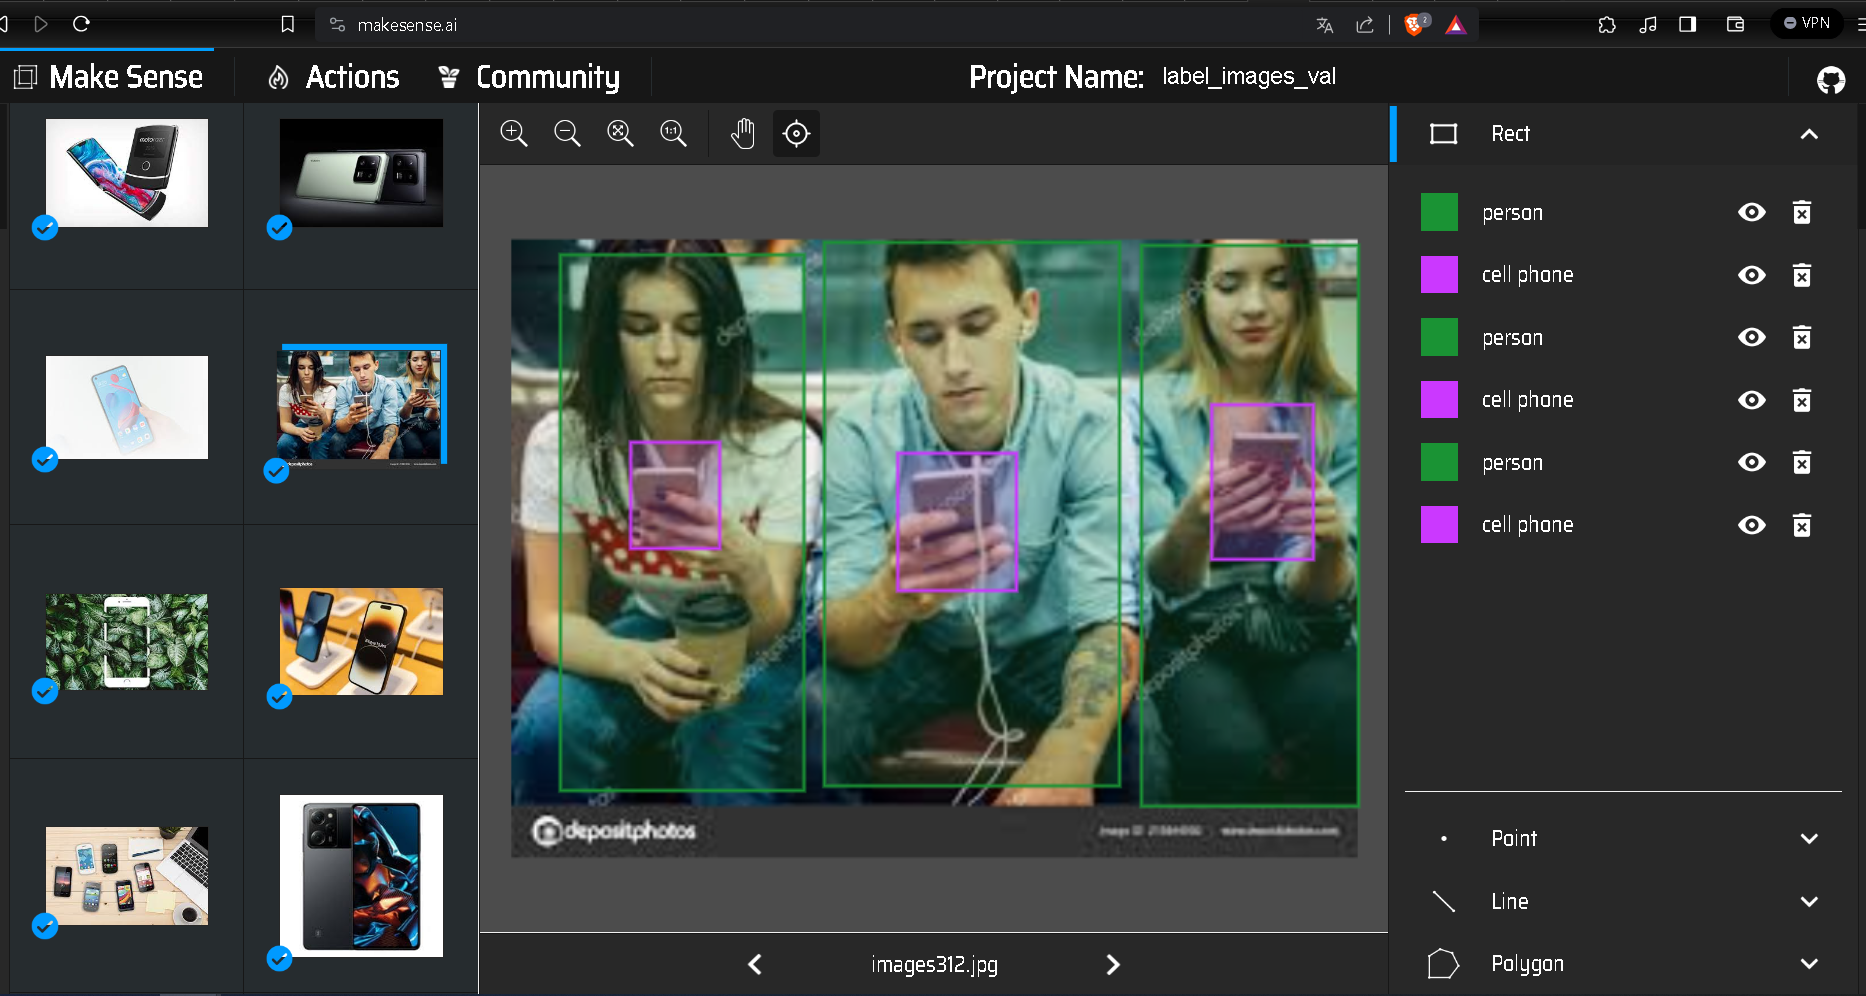 makesense.ai
2
VPN
Make Sense
Actions
Community
Project Name: label_images_val
Rect
person
cell phone
person
cell phone
person
cell phone
depositphotos
Point
Line
Polygon
images312.jpg